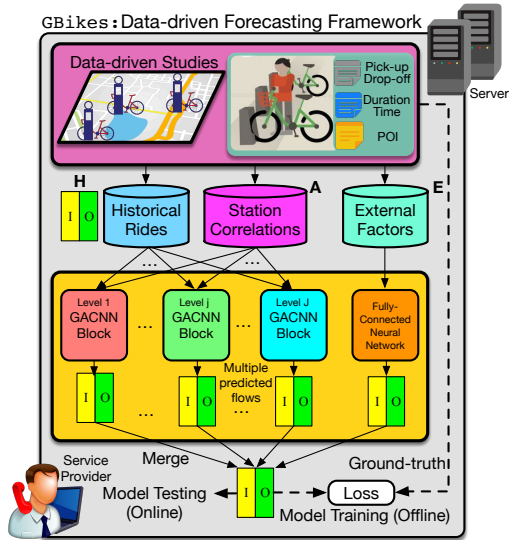 GBikes: Data-driven Forecasting Framework
Data-driven Studies
Pick-up
Drop-off
Duration
Time
POI
Server
H
I O
Historical
Rides
A
Station
Correlations
E
External
Factors
...
...
Level 1
GACNN
Block
...
Level j
GACNN
Block
...
Level J
GACNN
Block
Fully-
Connected
Neural
Network
I O
...
I O
Multiple
predicted
flows
...
I O
I O
Merge
Ground-truth
Service
Provider
Model Testing
(Online)
I O
Loss
Model Training (Offline)